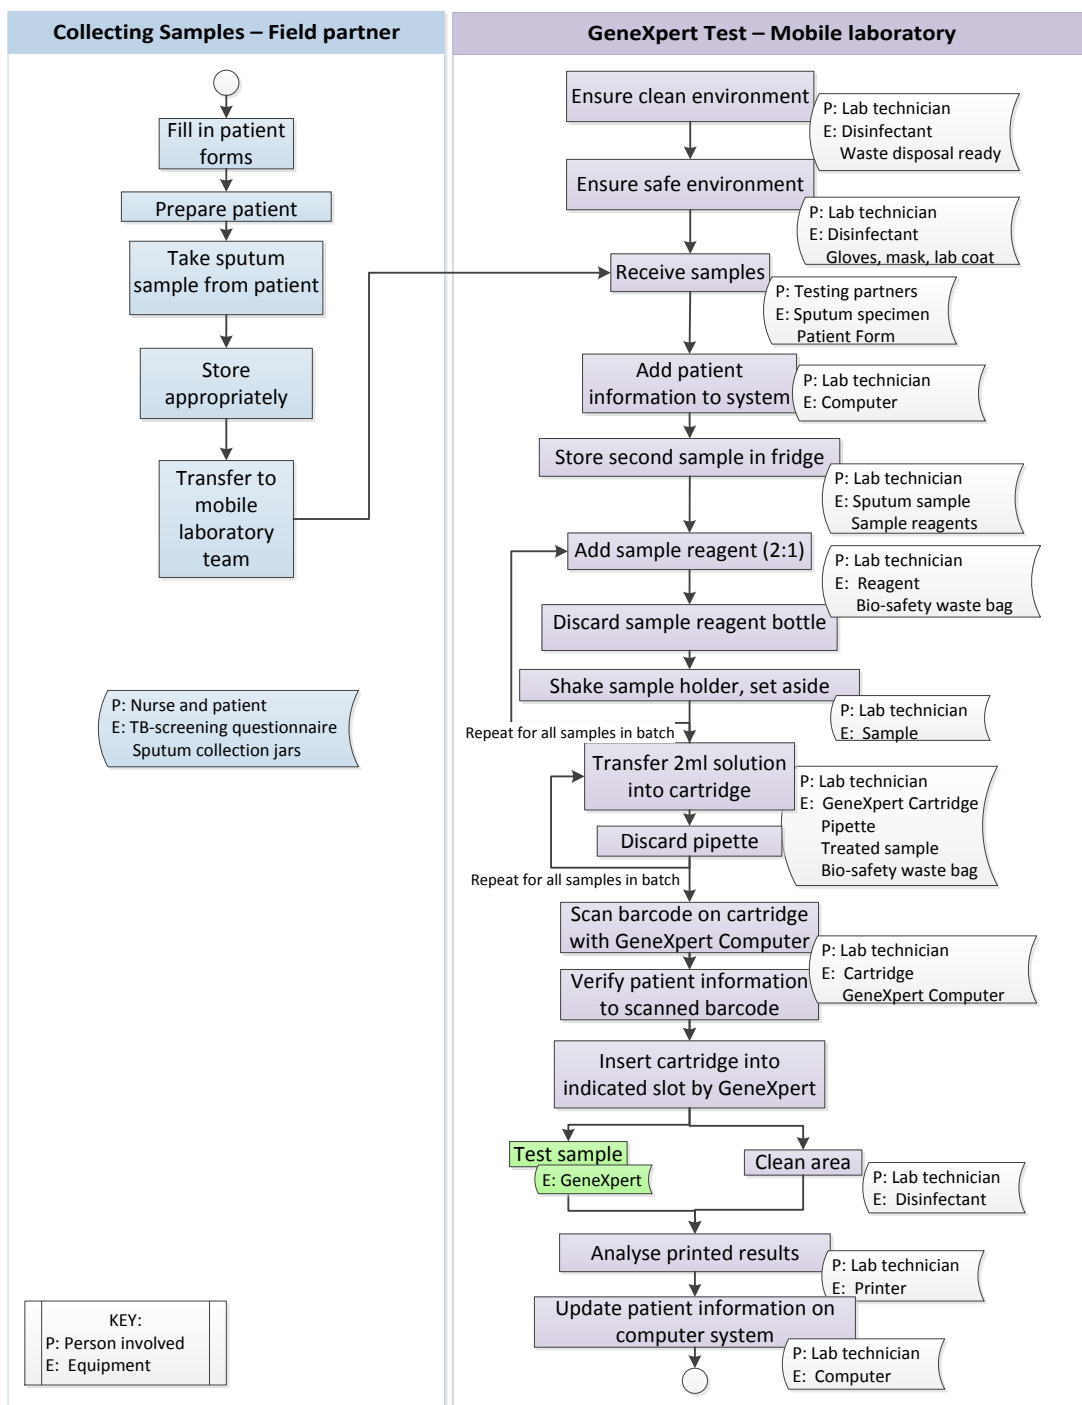 Collecting Samples – Field partner
Fill in patient
forms
Prepare patient
Take sputum
sample from patient
Store
appropriately
Transfer to
mobile
laboratory
team
P: Nurse and patient
E: TB-screening questionnaire
Sputum collection jars
KEY:
P: Person involved
E: Equipment
GeneXpert Test – Mobile laboratory
Ensure clean environment
P: Lab technician
E: Disinfectant
Waste disposal ready
Ensure safe environment
P: Lab technician
E: Disinfectant
Gloves, mask, lab coat
Receive samples
P: Testing partners
E: Sputum specimen
Patient Form
Add patient
information to system
P: Lab technician
E: Computer
Store second sample in fridge
P: Lab technician
E: Sputum sample
Sample reagents
Add sample reagent (2:1)
P: Lab technician
E: Reagent
Bio-safety waste bag
Discard sample reagent bottle
Shake sample holder, set aside
P: Lab technician
E: Sample
Repeat for all samples in batch
Transfer 2ml solution
into cartridge
P: Lab technician
E: GeneXpert Cartridge
Pipette
Treated sample
Bio-safety waste bag
Discard pipette
Repeat for all samples in batch
Scan barcode on cartridge
with GeneXpert Computer
P: Lab technician
E: Cartridge
GeneXpert Computer
Verify patient information
to scanned barcode
Insert cartridge into
indicated slot by GeneXpert
Test sample
E: GeneXpert
Clean area
P: Lab technician
E: Disinfectant
Analyse printed results
P: Lab technician
E: Printer
Update patient information on
computer system
P: Lab technician
E: Computer